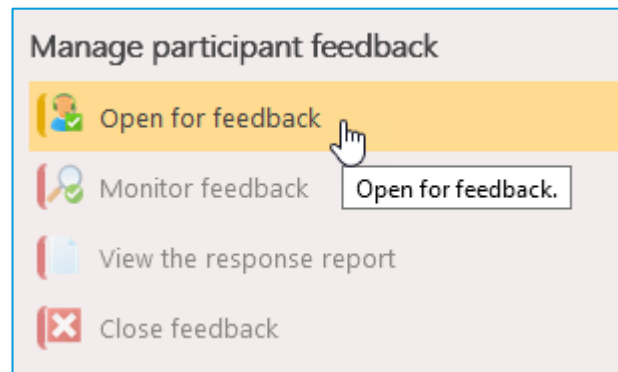 Manage participant feedback
Open for feedback
Monitor feedback
Open for feedback.
View the response report
Close feedback